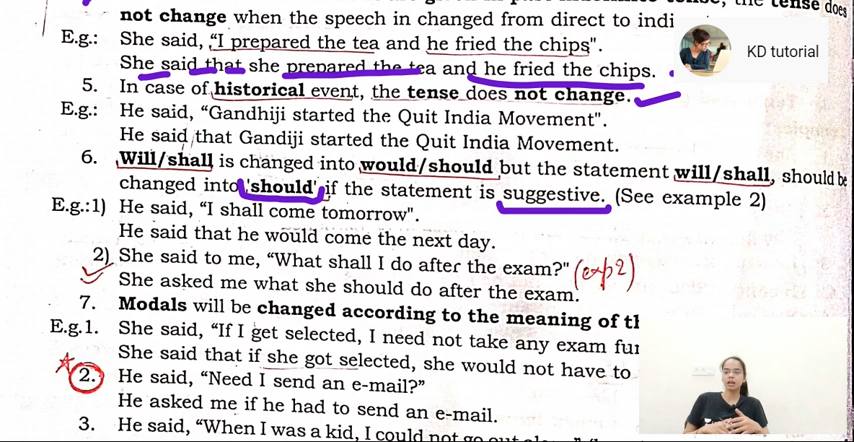 the tense does
not change when the speech in changed from direct to indi
E.g.: She said, "I prepared the tea and he fried the chips".
She said that she prepared the tea and he fried the chips.
KD tutorial
5. In case of historical event, the tense does not change.
E.g.: He said, "Gandhiji started the Quit India Movement".
He said that Gandiji started the Quit India Movement.
6. Will/shall is changed into would/should but the statement will/shall, should be
changed into 'should' if the statement is suggestive. (See example 2)
E.g.:1) He said, "I shall come tomorrow".
He said that he would come the next day.
2) She said to me, "What shall I do after the exam?" (exp2)
She asked me what she should do after the exam.
7. Modals will be changed according to the meaning of th
E.g.1. She said, "If I get selected, I need not take any exam fur
She said that if she got selected, she would not have to
2. He said, "Need I send an e-mail?"
He asked me if he had to send an e-mail.
3. He said, "When I was a kid, I could not go out